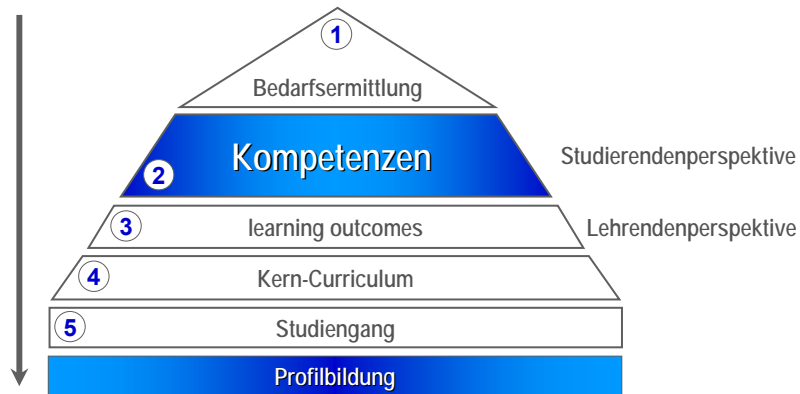 1
Bedarfsermittlung
2 Kompetenzen Studierendenperspektive
3 learning outcomes Lehrendenperspektive
4 Kern-Curriculum
5 Studiengang
Profilbildung